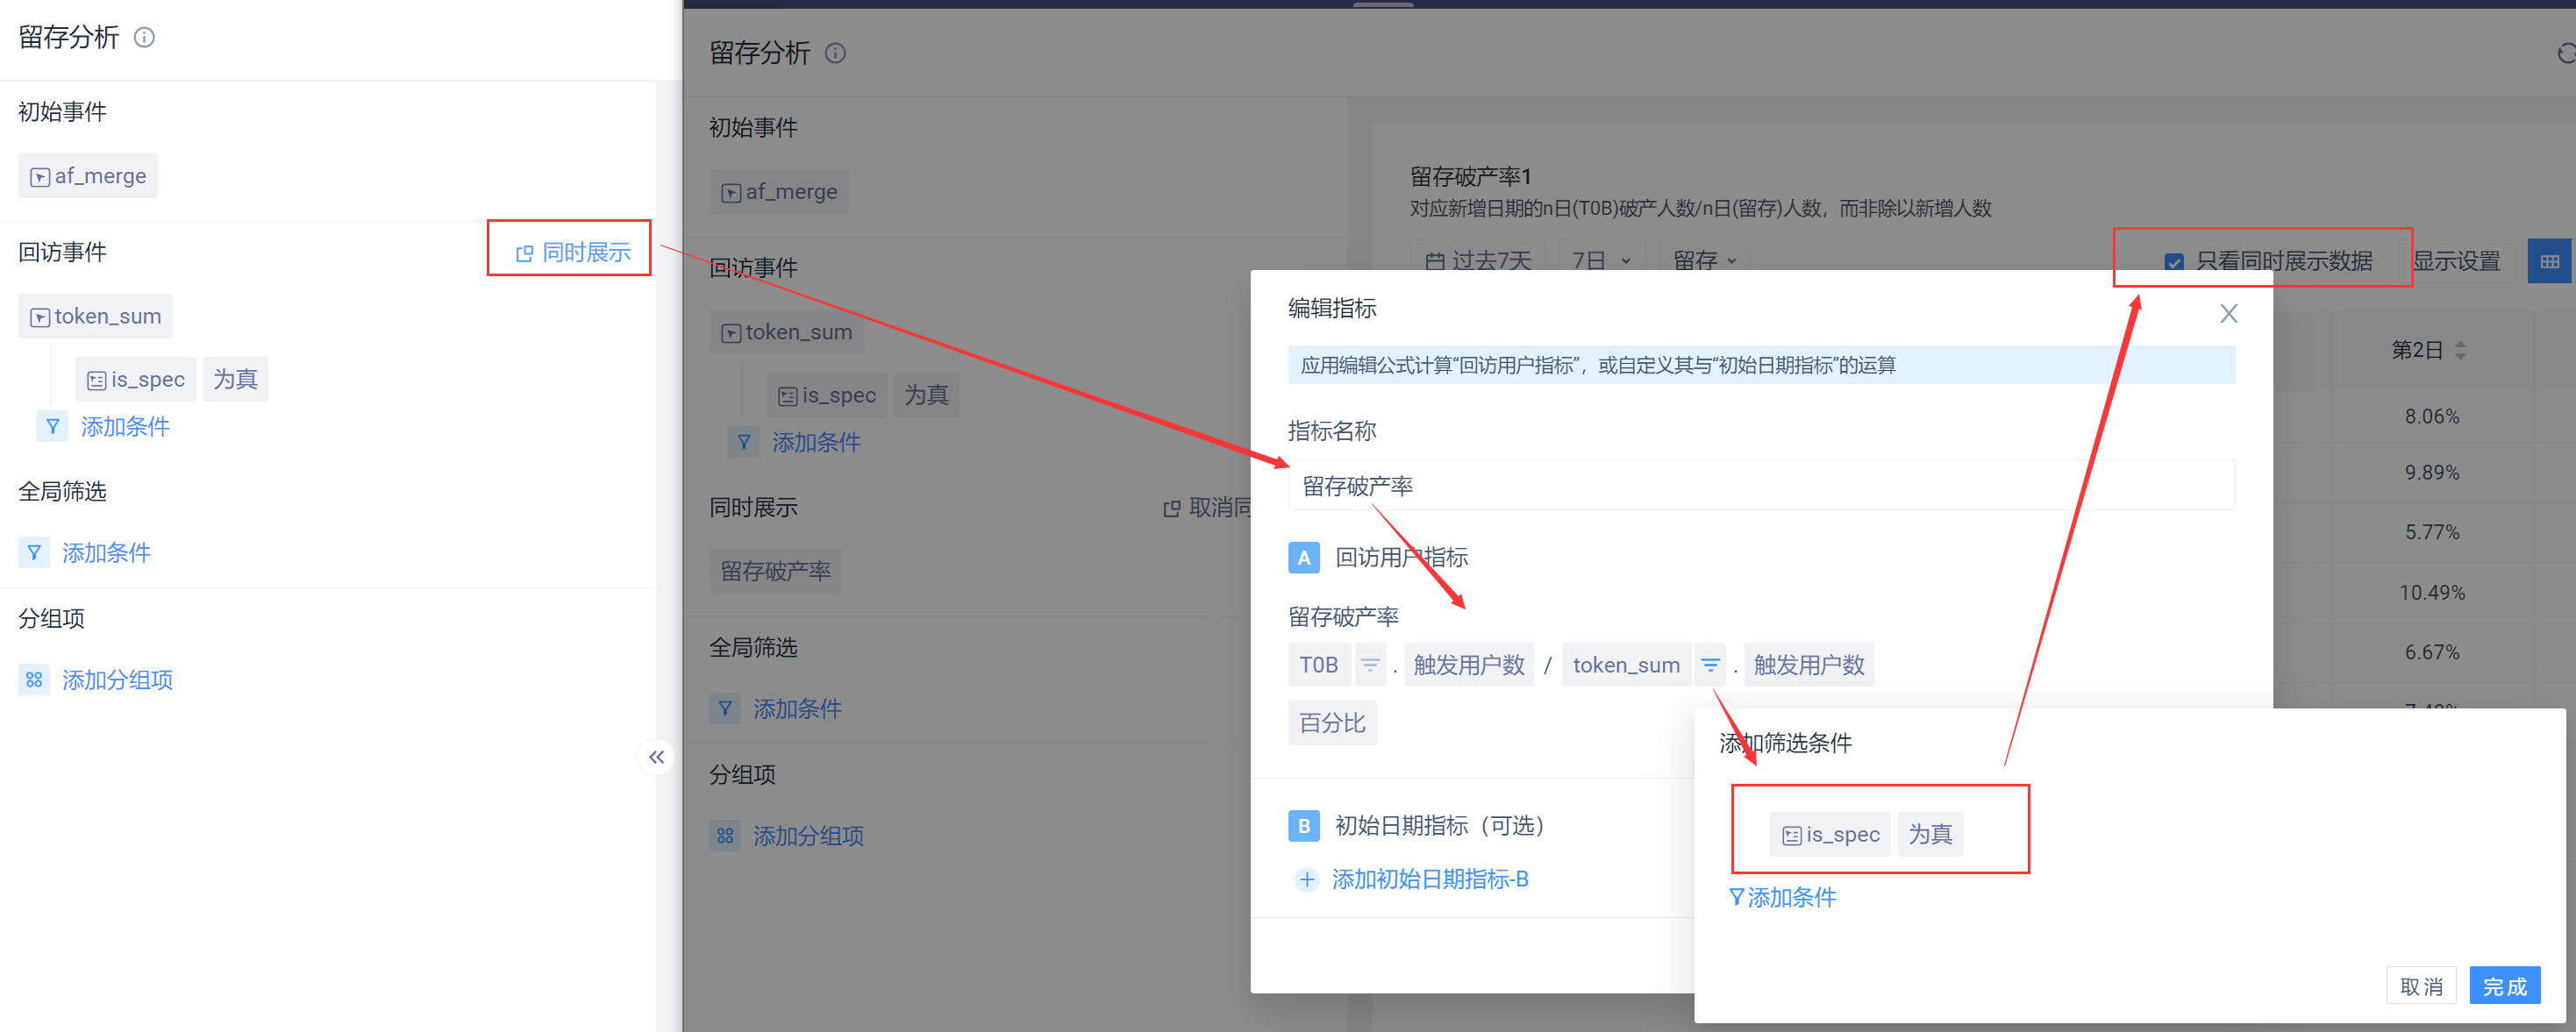 留存分析
初始事件
af_merge
回访事件
同时展示
token_sum
is_spec 为真
添加条件
全局筛选
添加条件
分组项
添加分组项
留存分析
初始事件
af_merge
回访事件
token_sum
is_spec 为真
添加条件
同时展示
取消同
留存破产率
全局筛选
添加条件
分组项
添加分组项
留存破产率1
对应新增日期的n日(T0B)破产人数/n日(留存)人数，而非除以新增人数
过去7天 7日 留存
只看同时展示数据 显示设置
第2日
8.06%
9.89%
5.77%
10.49%
6.67%
编辑指标
应用编辑公式计算“回访用户指标”，或自定义其与“初始日期指标”的运算
指标名称
留存破产率
A 回访用户指标
留存破产率
T0B . 触发用户数 / token_sum . 触发用户数
百分比
B 初始日期指标（可选）
添加初始日期指标-B
添加筛选条件
is_spec 为真
添加条件
取消 完成